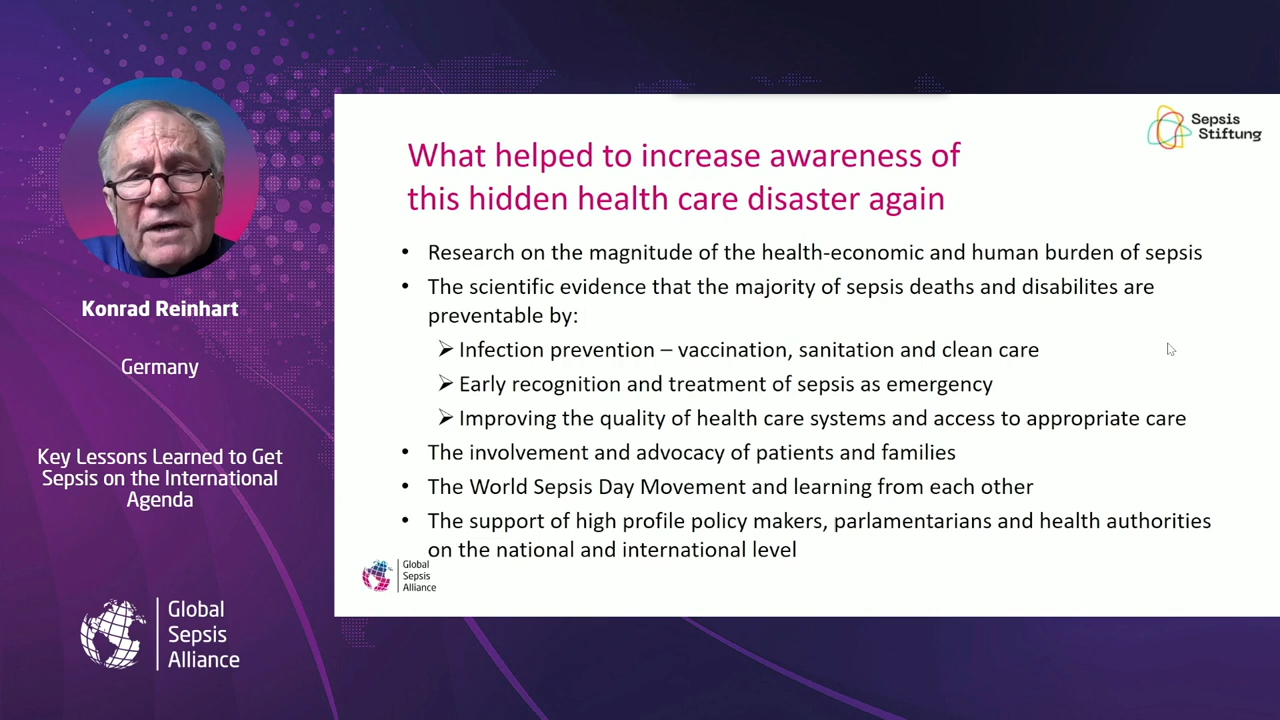 Konrad Reinhart
Germany
Key Lessons Learned to Get
Sepsis on the International
Agenda
Global
Sepsis
Alliance
Sepsis
Stiftung
What helped to increase awareness of
this hidden health care disaster again
• Research on the magnitude of the health-economic and human burden of sepsis
• The scientific evidence that the majority of sepsis deaths and disabilites are
preventable by:
➢ Infection prevention – vaccination, sanitation and clean care
➢ Early recognition and treatment of sepsis as emergency
➢ Improving the quality of health care systems and access to appropriate care
• The involvement and advocacy of patients and families
• The World Sepsis Day Movement and learning from each other
• The support of high profile policy makers, parlamentarians and health authorities
on the national and international level
Global
Sepsis
Alliance